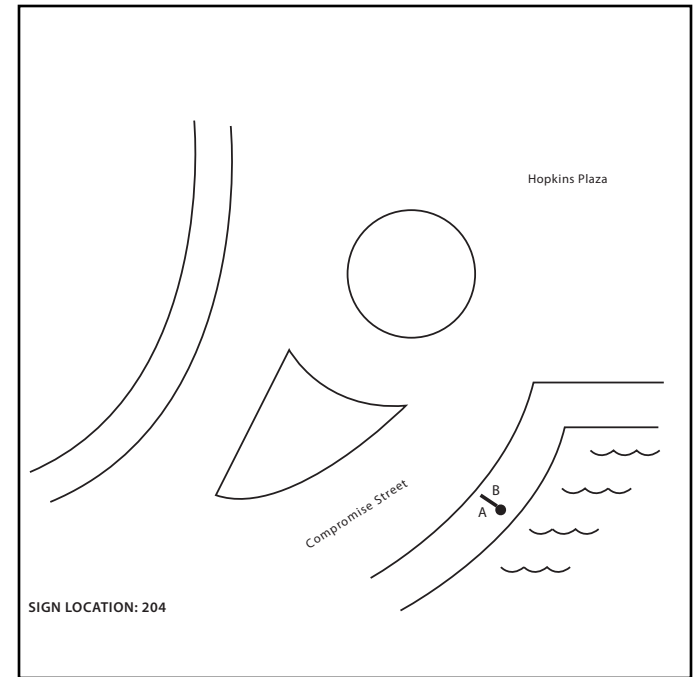 Hopkins Plaza
B
A
Compromise Street
SIGN LOCATION: 204